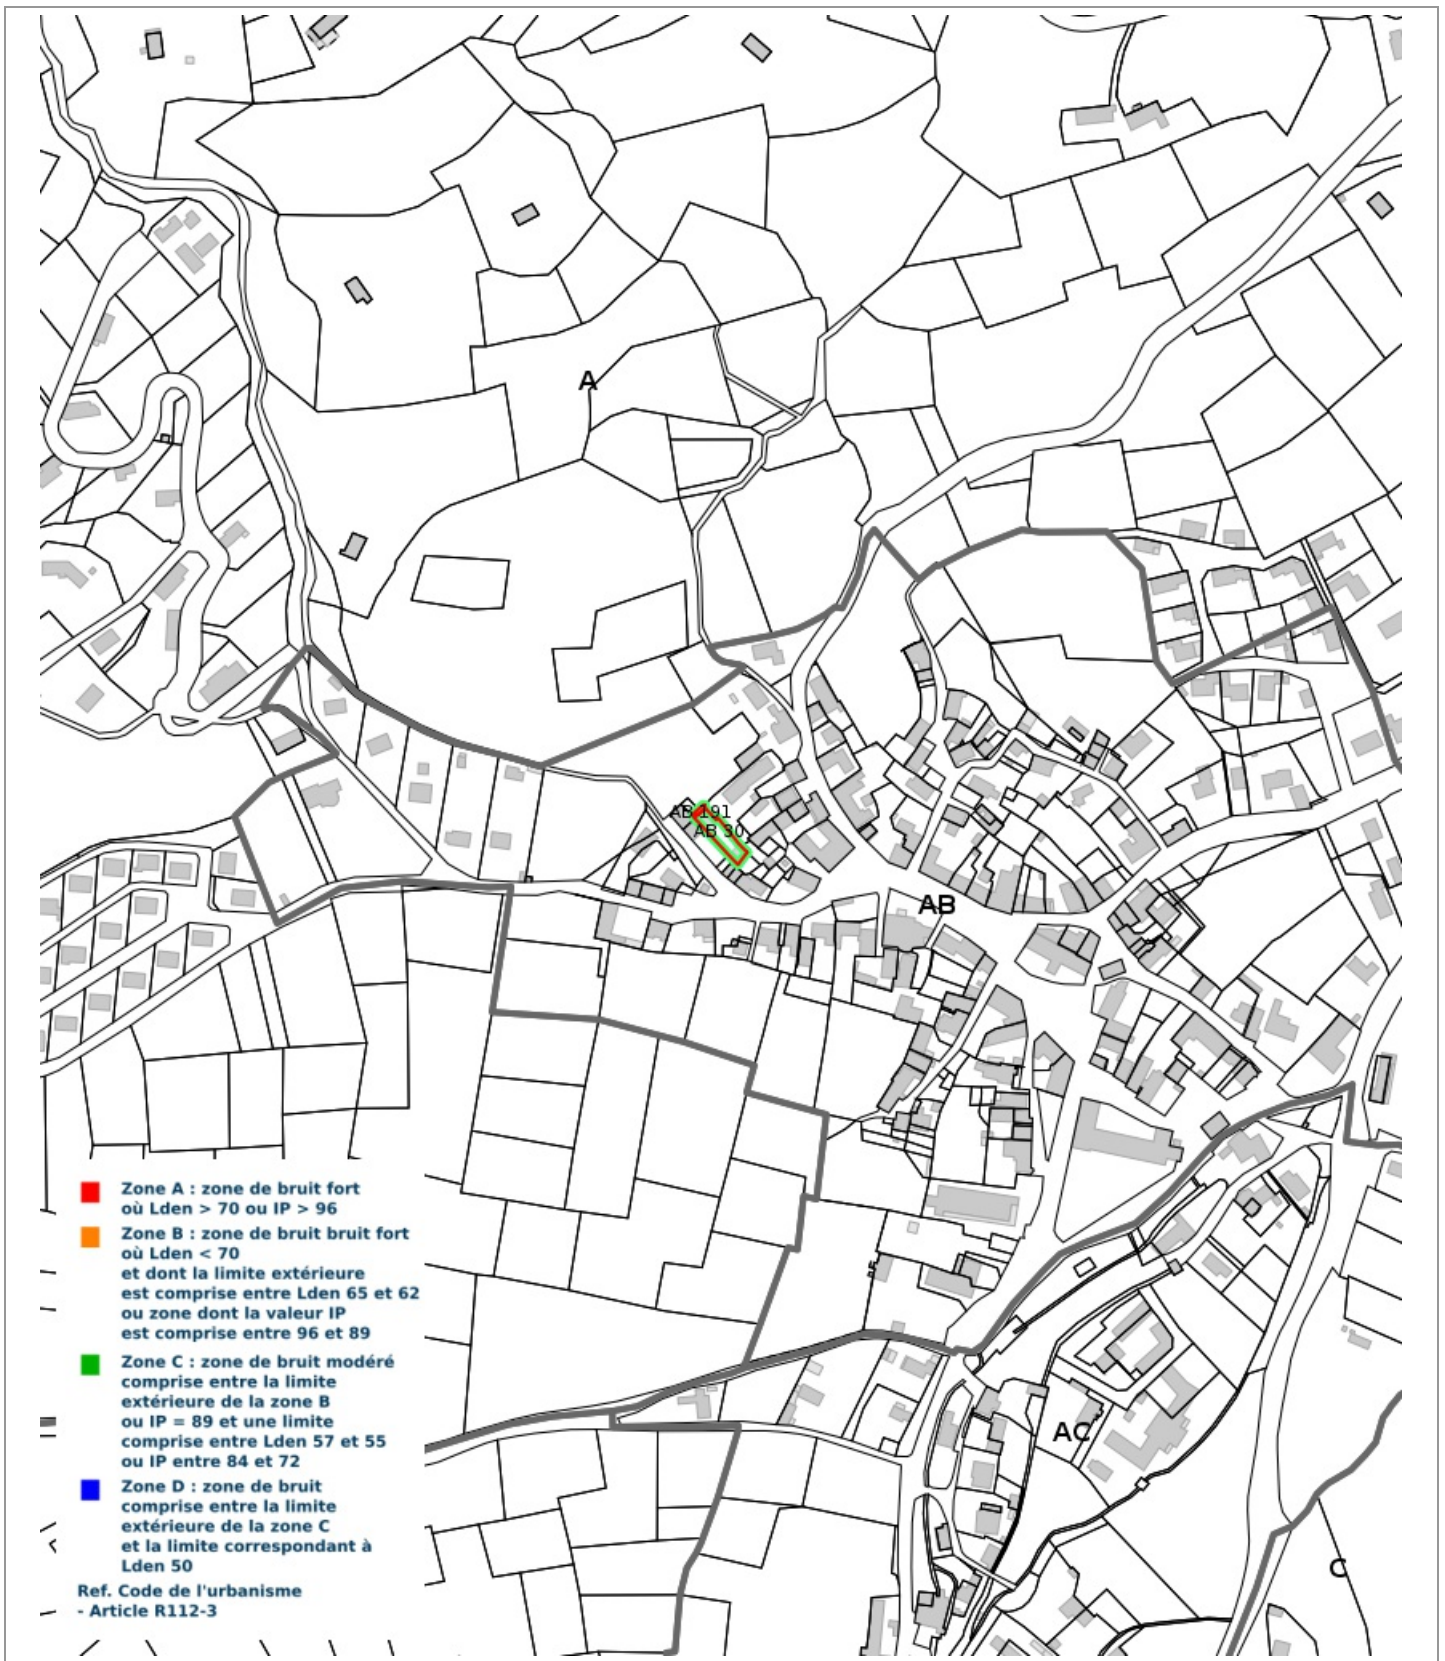 A
AB 191
AB 30
AB
AC
C
Zone A : zone de bruit fort
où Lden > 70 ou IP > 96
Zone B : zone de bruit bruit fort
où Lden < 70
et dont la limite extérieure
est comprise entre Lden 65 et 62
ou zone dont la valeur IP
est comprise entre 96 et 89
Zone C : zone de bruit modéré
comprise entre la limite
extérieure de la zone B
ou IP = 89 et une limite
comprise entre Lden 57 et 55
ou IP entre 84 et 72
Zone D : zone de bruit
comprise entre la limite
extérieure de la zone C
et la limite correspondant à
Lden 50
Ref. Code de l'urbanisme
- Article R112-3